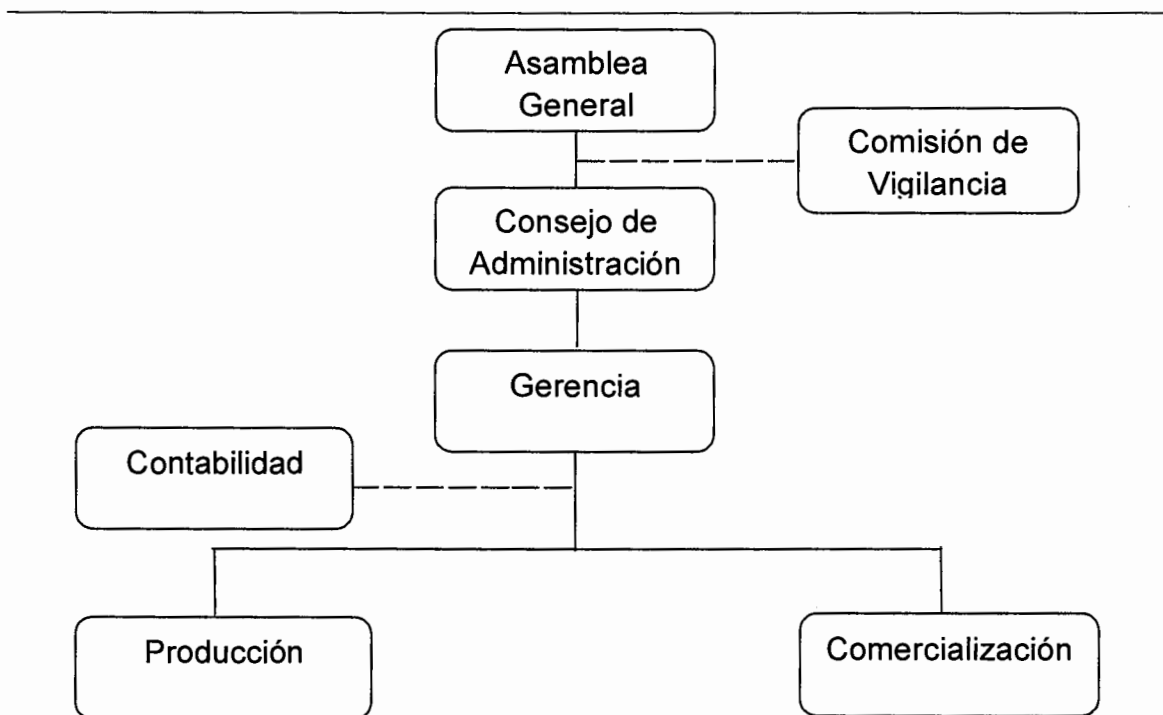 Asamblea
General
Comisión de
Vigilancia
Consejo de
Administración
Gerencia
Contabilidad
Producción
Comercialización